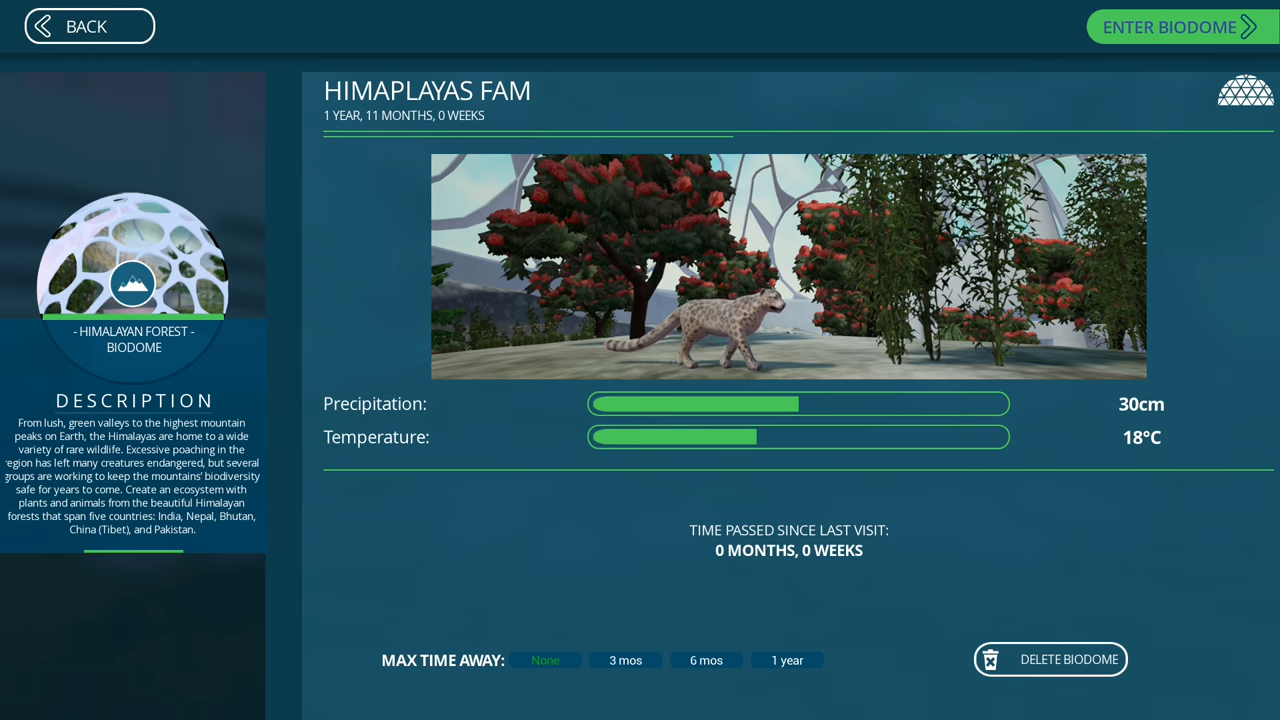 BACK
ENTER BIODOME
HIMAPLAYAS FAM
1 YEAR, 11 MONTHS, 0 WEEKS
- HIMALAYAN FOREST -
BIODOME
DESCRIPTION
From lush, green valleys to the highest mountain
peaks on Earth, the Himalayas are home to a wide
variety of rare wildlife. Excessive poaching in the
region has left many creatures endangered, but several
groups are working to keep the mountains' biodiversity
safe for years to come. Create an ecosystem with
plants and animals from the beautiful Himalayan
forests that span five countries: India, Nepal, Bhutan,
China (Tibet), and Pakistan.
Precipitation: 30cm
Temperature: 18°C
TIME PASSED SINCE LAST VISIT:
0 MONTHS, 0 WEEKS
MAX TIME AWAY: None 3 mos 6 mos 1 year
DELETE BIODOME